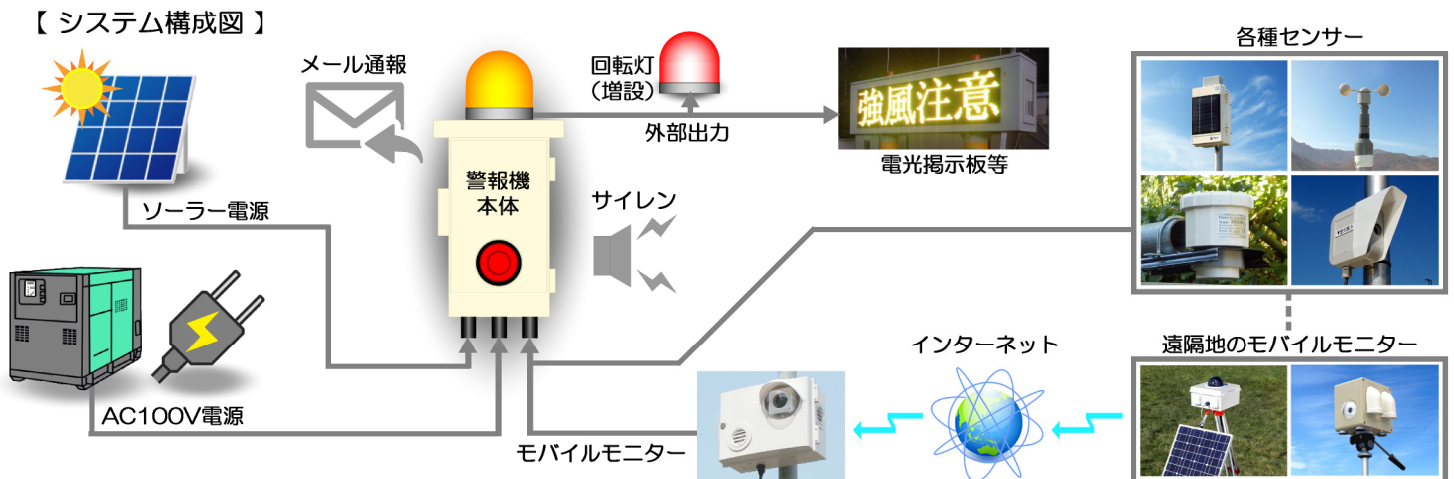 【 システム構成図 】
メール通報
回転灯
（増設）
外部出力
強風注意
電光掲示板等
各種センサー
警報機
本体
サイレン
ソーラー電源
AC100V電源
モバイルモニター
インターネット
遠隔地のモバイルモニター